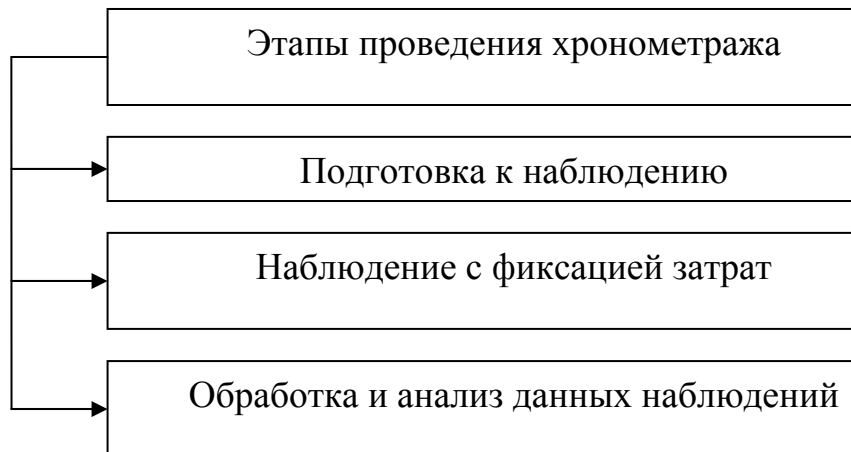 Этапы проведения хронометража
Подготовка к наблюдению
Наблюдение с фиксацией затрат
Обработка и анализ данных наблюдений